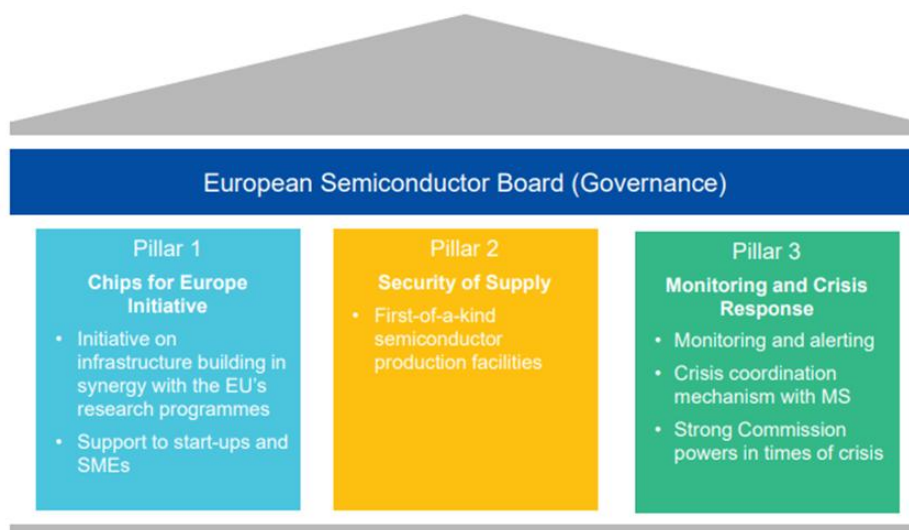 European Semiconductor Board (Governance)
Pillar 1
Chips for Europe
Initiative
• Initiative on
infrastructure building in
synergy with the EU's
research programmes
• Support to start-ups and
SMEs
Pillar 2
Security of Supply
• First-of-a-kind
semiconductor
production facilities
Pillar 3
Monitoring and Crisis
Response
• Monitoring and alerting
• Crisis coordination
mechanism with MS
• Strong Commission
powers in times of crisis